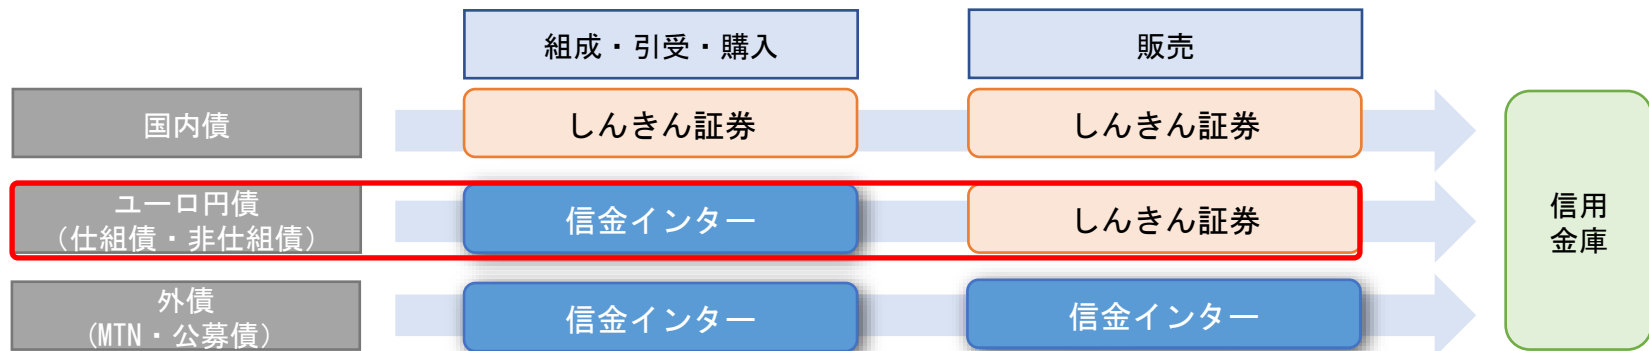 組成・引受・購入
販売
国内債
しんきん証券
しんきん証券
ユーロ円債
（仕組債・非仕組債）
信金インター
しんきん証券
外債
（MTN・公募債）
信金インター
信金インター
信用
金庫